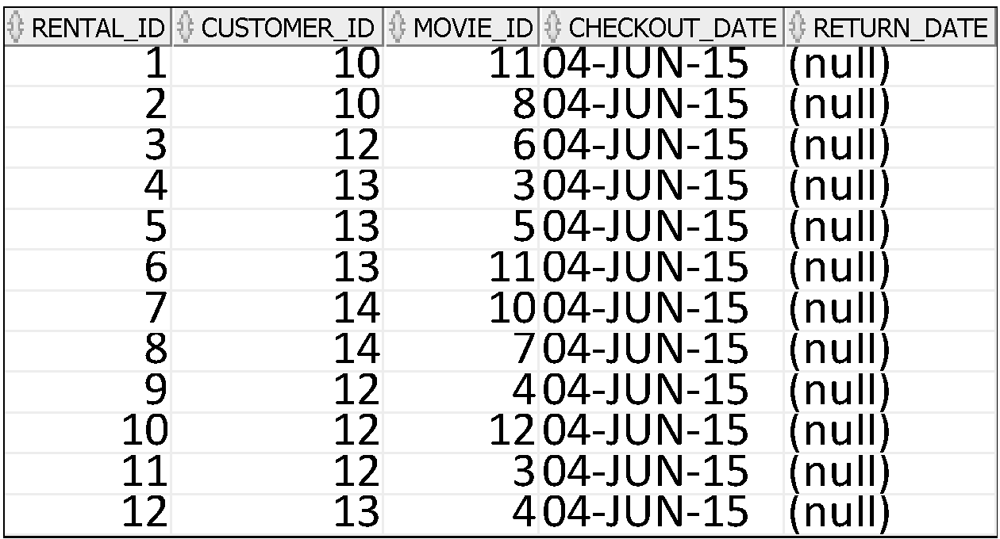 RENTAL_ID CUSTOMER_ID MOVIE_ID CHECKOUT_DATE RETURN_DATE
1 10 11 04-JUN-15 (null)
2 10 8 04-JUN-15 (null)
3 12 6 04-JUN-15 (null)
4 13 3 04-JUN-15 (null)
5 13 5 04-JUN-15 (null)
6 13 11 04-JUN-15 (null)
7 14 10 04-JUN-15 (null)
8 14 7 04-JUN-15 (null)
9 12 4 04-JUN-15 (null)
10 12 12 04-JUN-15 (null)
11 12 3 04-JUN-15 (null)
12 13 4 04-JUN-15 (null)